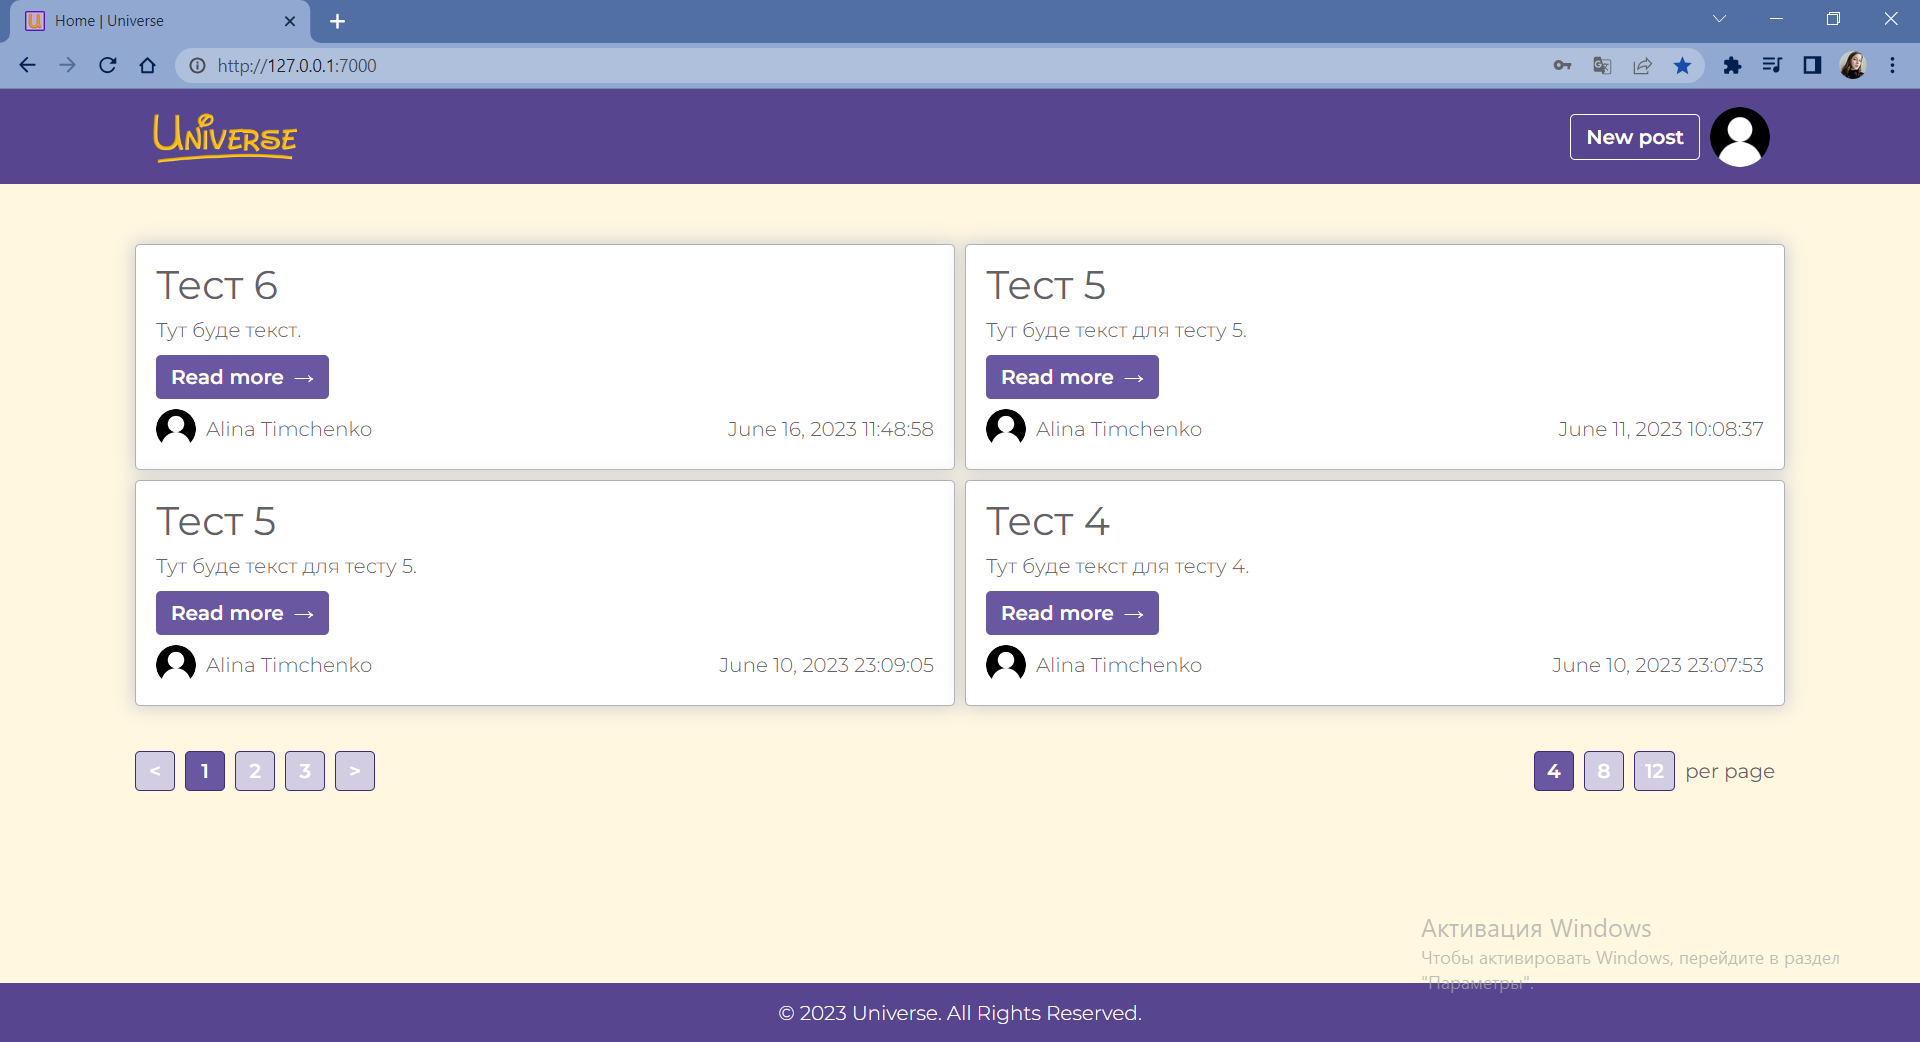 Home | Universe
http://127.0.0.1:7000
Universe
New post
Тест 6
Тут буде текст.
Read more →
Alina Timchenko
June 16, 2023 11:48:58
Тест 5
Тут буде текст для тесту 5.
Read more →
Alina Timchenko
June 11, 2023 10:08:37
Тест 5
Тут буде текст для тесту 5.
Read more →
Alina Timchenko
June 10, 2023 23:09:05
Тест 4
Тут буде текст для тесту 4.
Read more →
Alina Timchenko
June 10, 2023 23:07:53
< 1 2 3 >
4 8 12 per page
Активация Windows
Чтобы активировать Windows, перейдите в раздел
"Параметры".
© 2023 Universe. All Rights Reserved.